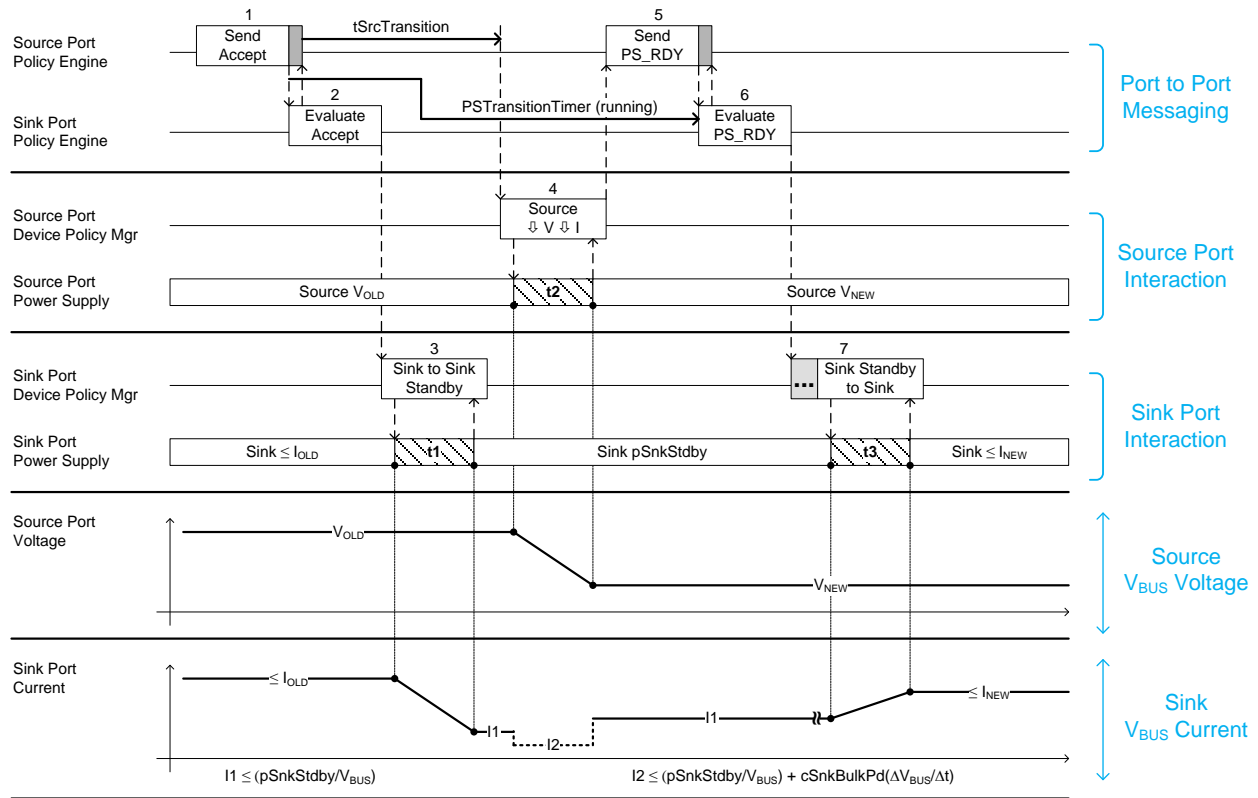 1
Source Port
Policy Engine
Send
Accept
tSrcTransition
5
Send
PS_RDY
Port to Port
Messaging
2
Sink Port
Policy Engine
Evaluate
Accept
PSTransitionTimer (running)
6
Evaluate
PS_RDY
Source Port
Device Policy Mgr
4
Source
⇩ V ⇩ I
Source Port
Interaction
Source Port
Power Supply
Source VOLD
t2
Source VNEW
Sink Port
Device Policy Mgr
3
Sink to Sink
Standby
7
...
Sink Standby
to Sink
Sink Port
Interaction
Sink Port
Power Supply
Sink ≤ IOLD
t1
Sink pSnkStdby
t3
Sink ≤ INEW
Source Port
Voltage
VOLD
VNEW
Source
VBUS Voltage
Sink Port
Current
≤ IOLD
I1
I2
I1
≤ INEW
Sink
VBUS Current
I1 ≤ (pSnkStdby/VBUS)
I2 ≤ (pSnkStdby/VBUS) + cSnkBulkPd(ΔVBUS/Δt)